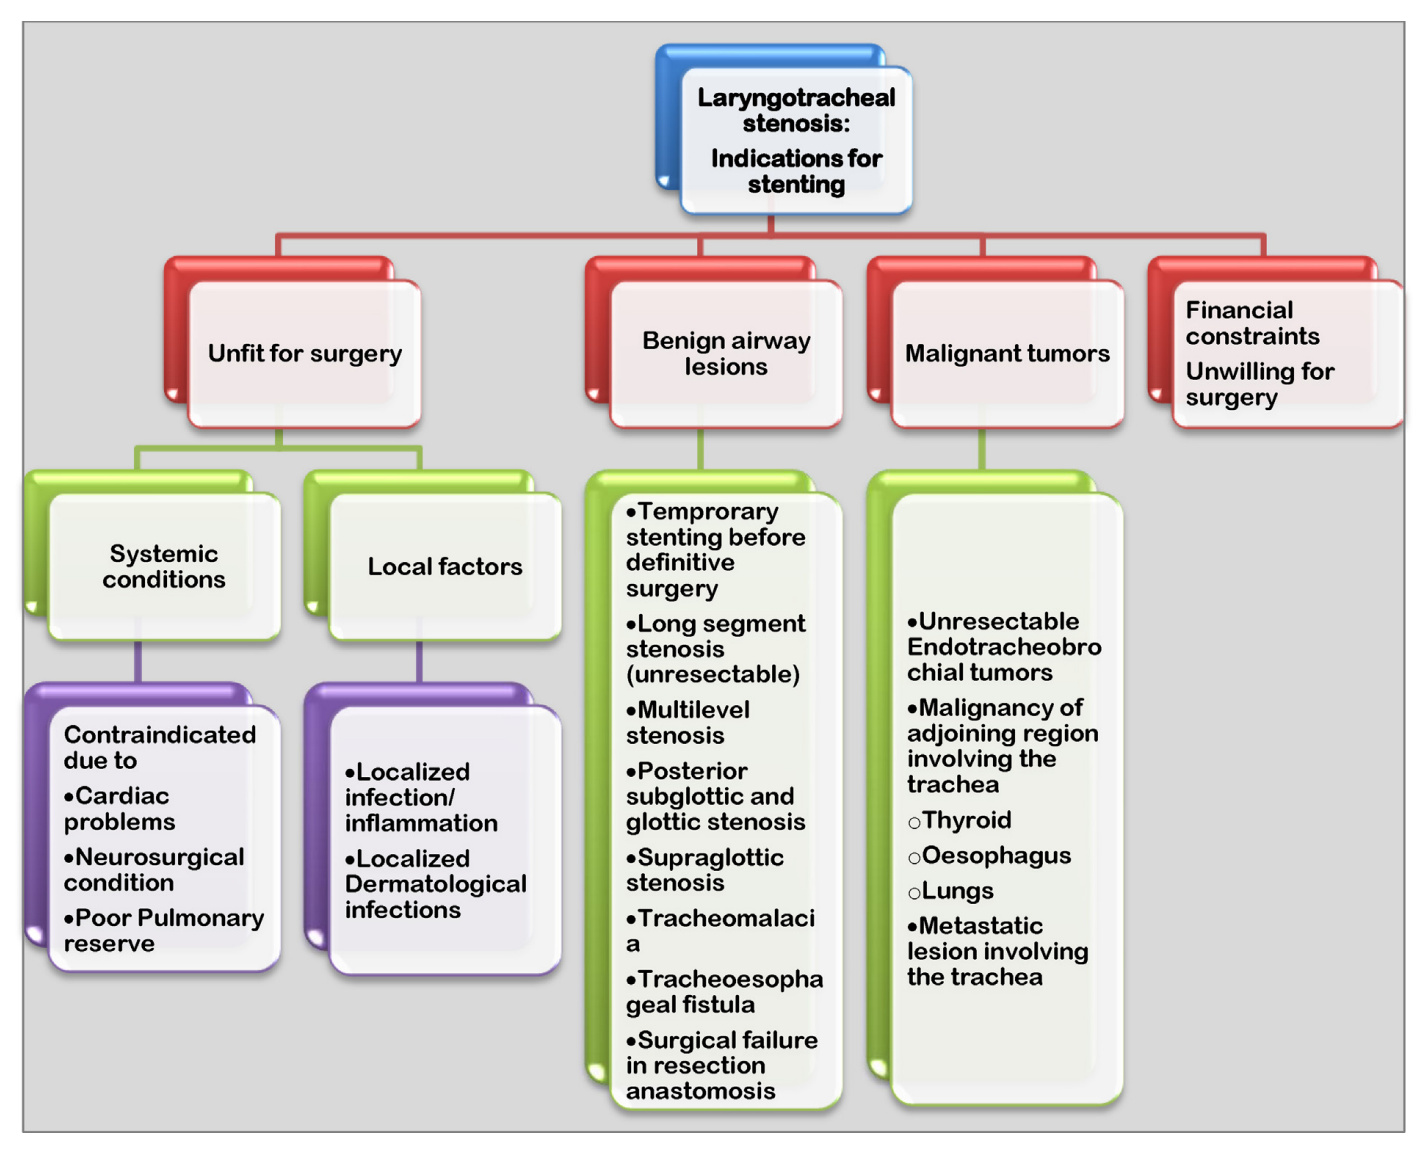 Laryngotracheal
stenosis:
Indications for
stenting
Unfit for surgery
Benign airway
lesions
Malignant tumors
Financial
constraints
Unwilling for
surgery
Systemic
conditions
Local factors
Contraindicated
due to
•Cardiac
problems
•Neurosurgical
condition
•Poor Pulmonary
reserve
•Localized
infection/
inflammation
•Localized
Dermatological
infections
•Temprorary
stenting before
definitive
surgery
•Long segment
stenosis
(unresectable)
•Multilevel
stenosis
•Posterior
subglottic and
glottic stenosis
•Supraglottic
stenosis
•Tracheomalaci
a
•Tracheoesopha
geal fistula
•Surgical failure
in resection
anastomosis
•Unresectable
Endotracheobro
chial tumors
•Malignancy of
adjoining region
involving the
trachea
○Thyroid
○Oesophagus
○Lungs
•Metastatic
lesion involving
the trachea